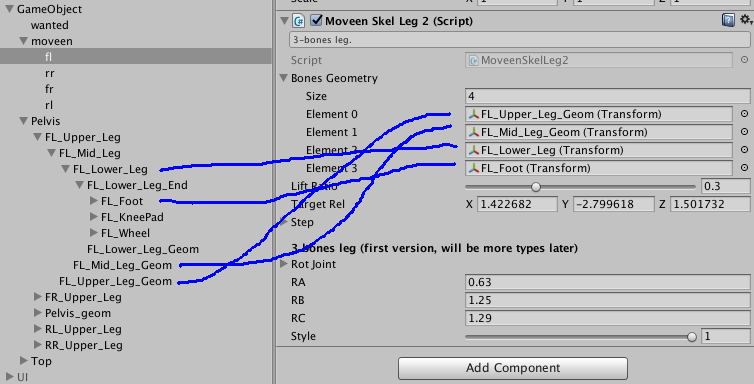 GameObject
wanted
moveen
fl
rr
fr
rl
Pelvis
FL_Upper_Leg
FL_Mid_Leg
FL_Lower_Leg
FL_Lower_Leg_End
FL_Foot
FL_KneePad
FL_Wheel
FL_Lower_Leg_Geom
FL_Mid_Leg_Geom
FL_Upper_Leg_Geom
FR_Upper_Leg
Pelvis_geom
RL_Upper_Leg
RR_Upper_Leg
Top
UI
Moveen Skel Leg 2 (Script)
3-bones leg.
Script MoveenSkelLeg2
Bones Geometry
Size 4
Element 0 FL_Upper_Leg_Geom (Transform)
Element 1 FL_Mid_Leg_Geom (Transform)
Element 2 FL_Lower_Leg (Transform)
Element 3 FL_Foot (Transform)
Lift Ratio 0.3
Target Rel X 1.422682 Y -2.799618 Z 1.501732
Step
3-bones leg (first version, will be more types later)
Rot Joint
RA 0.63
RB 1.25
RC 1.29
Style 1
Add Component